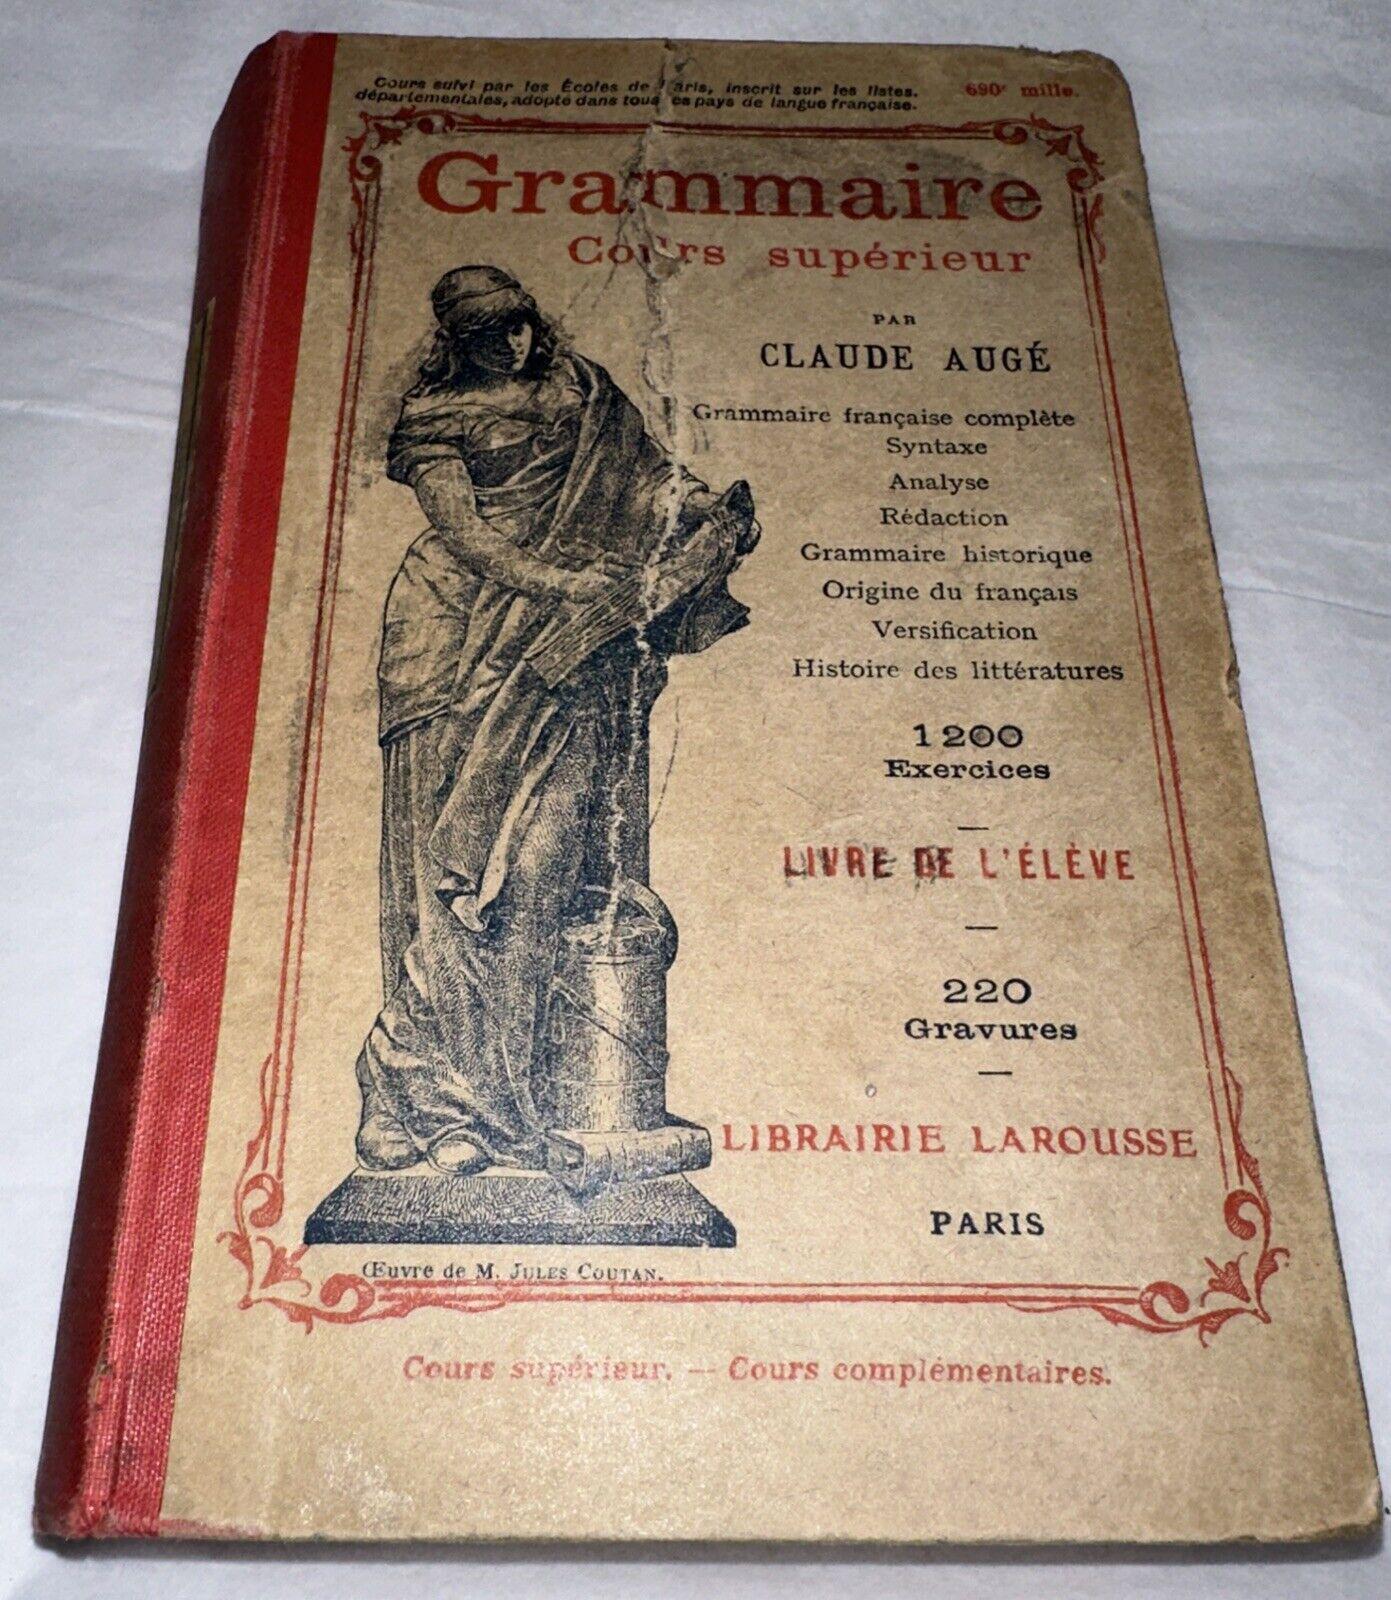 Cours suivi par les Écoles de Paris, inscrit sur les listes.
départementales, adopté dans tous es pays de langue française.
690e mille.
Grammaire
Cours supérieur
PAR
CLAUDE AUGÉ
Grammaire française complète
Syntaxe
Analyse
Rédaction
Grammaire historique
Origine du français
Versification
Histoire des littératures
1200
Exercices
LIVRE DE L'ÉLÈVE
220
Gravures
LIBRAIRIE LAROUSSE
PARIS
Œuvre de M. JULES COUTAN.
Cours supérieur. — Cours complémentaires.